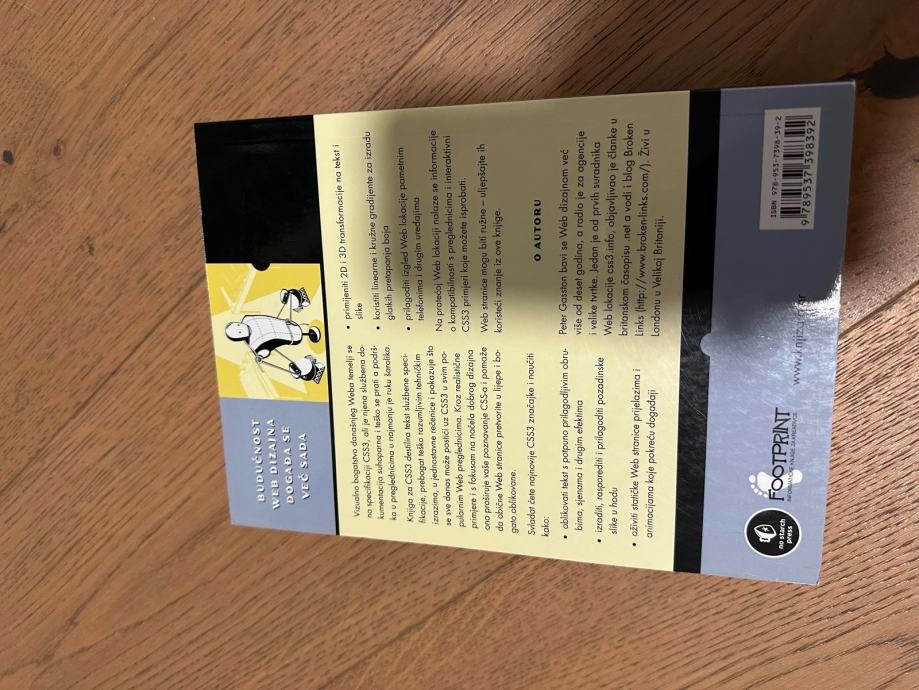 BUDUĆNOST
WEB DIZAJNA
DOGAĐA SE
VEĆ SADA
Vizualno bogatstvo današnjeg Weba temelji se
na specifikaciji CSS3, ali je njena službena do-
kumentacija suhoparna i teško se prati a podrš-
ka u preglednicima u najmanju je ruku šarolika.
Knjiga za CSS3 destilira tekst službene speci-
fikacije, prebogat teško razumljivim tehničkim
izrazima, u jednostavne rečenice i pokazuje što
se sve danas može postići uz CSS3 u svim po-
pularnim Web preglednicima. Kroz realistične
primjere i s fokusom na načela dobrog dizajna
ona proširuje vaše poznavanje CSS-a i pomaže
da obične Web stranice pretvorite u lijepe i bo-
gato oblikovane.
Svladat ćete najnovije CSS3 značajke i naučiti
kako:
• oblikovati tekst s potpuno prilagodljivim obru-
bima, sjenama i drugim efektima
• izraditi, rasporediti i prilagoditi pozadinske
slike u hodu
• oživiti statičke Web stranice prijelazima i
animacijama koje pokreću događaji
• primijeniti 2D i 3D transformacije na tekst i
slike
• koristiti linearne i kružne gradijente za izradu
glatkih pretapanja boja
• prilagoditi izgled Web lokacije pametnim
telefonima i drugim uređajima
Na pratećoj Web lokaciji nalaze se informacije
o kompatibilnosti s preglednicima i interaktivni
CSS3 primjeri koje možete isprobati.
Web stranice mogu biti ružne – uljepšajte ih
koristeći znanje iz ove knjige.
O AUTORU
Peter Gasston bavi se Web dizajnom već
više od deset godina, a radio je za agencije
i velike tvrtke. Jedan je od prvih suradnika
Web lokacije css3.info, objavljivao je članke u
britanskom časopisu .net a vodi i blog Broken
Links (http://www.broken-links.com/). Živi u
Londonu u Velikoj Britaniji.
no starch
press
FOOTPRINT
ISBN 978-953-7398-39-2
9 789537 398392